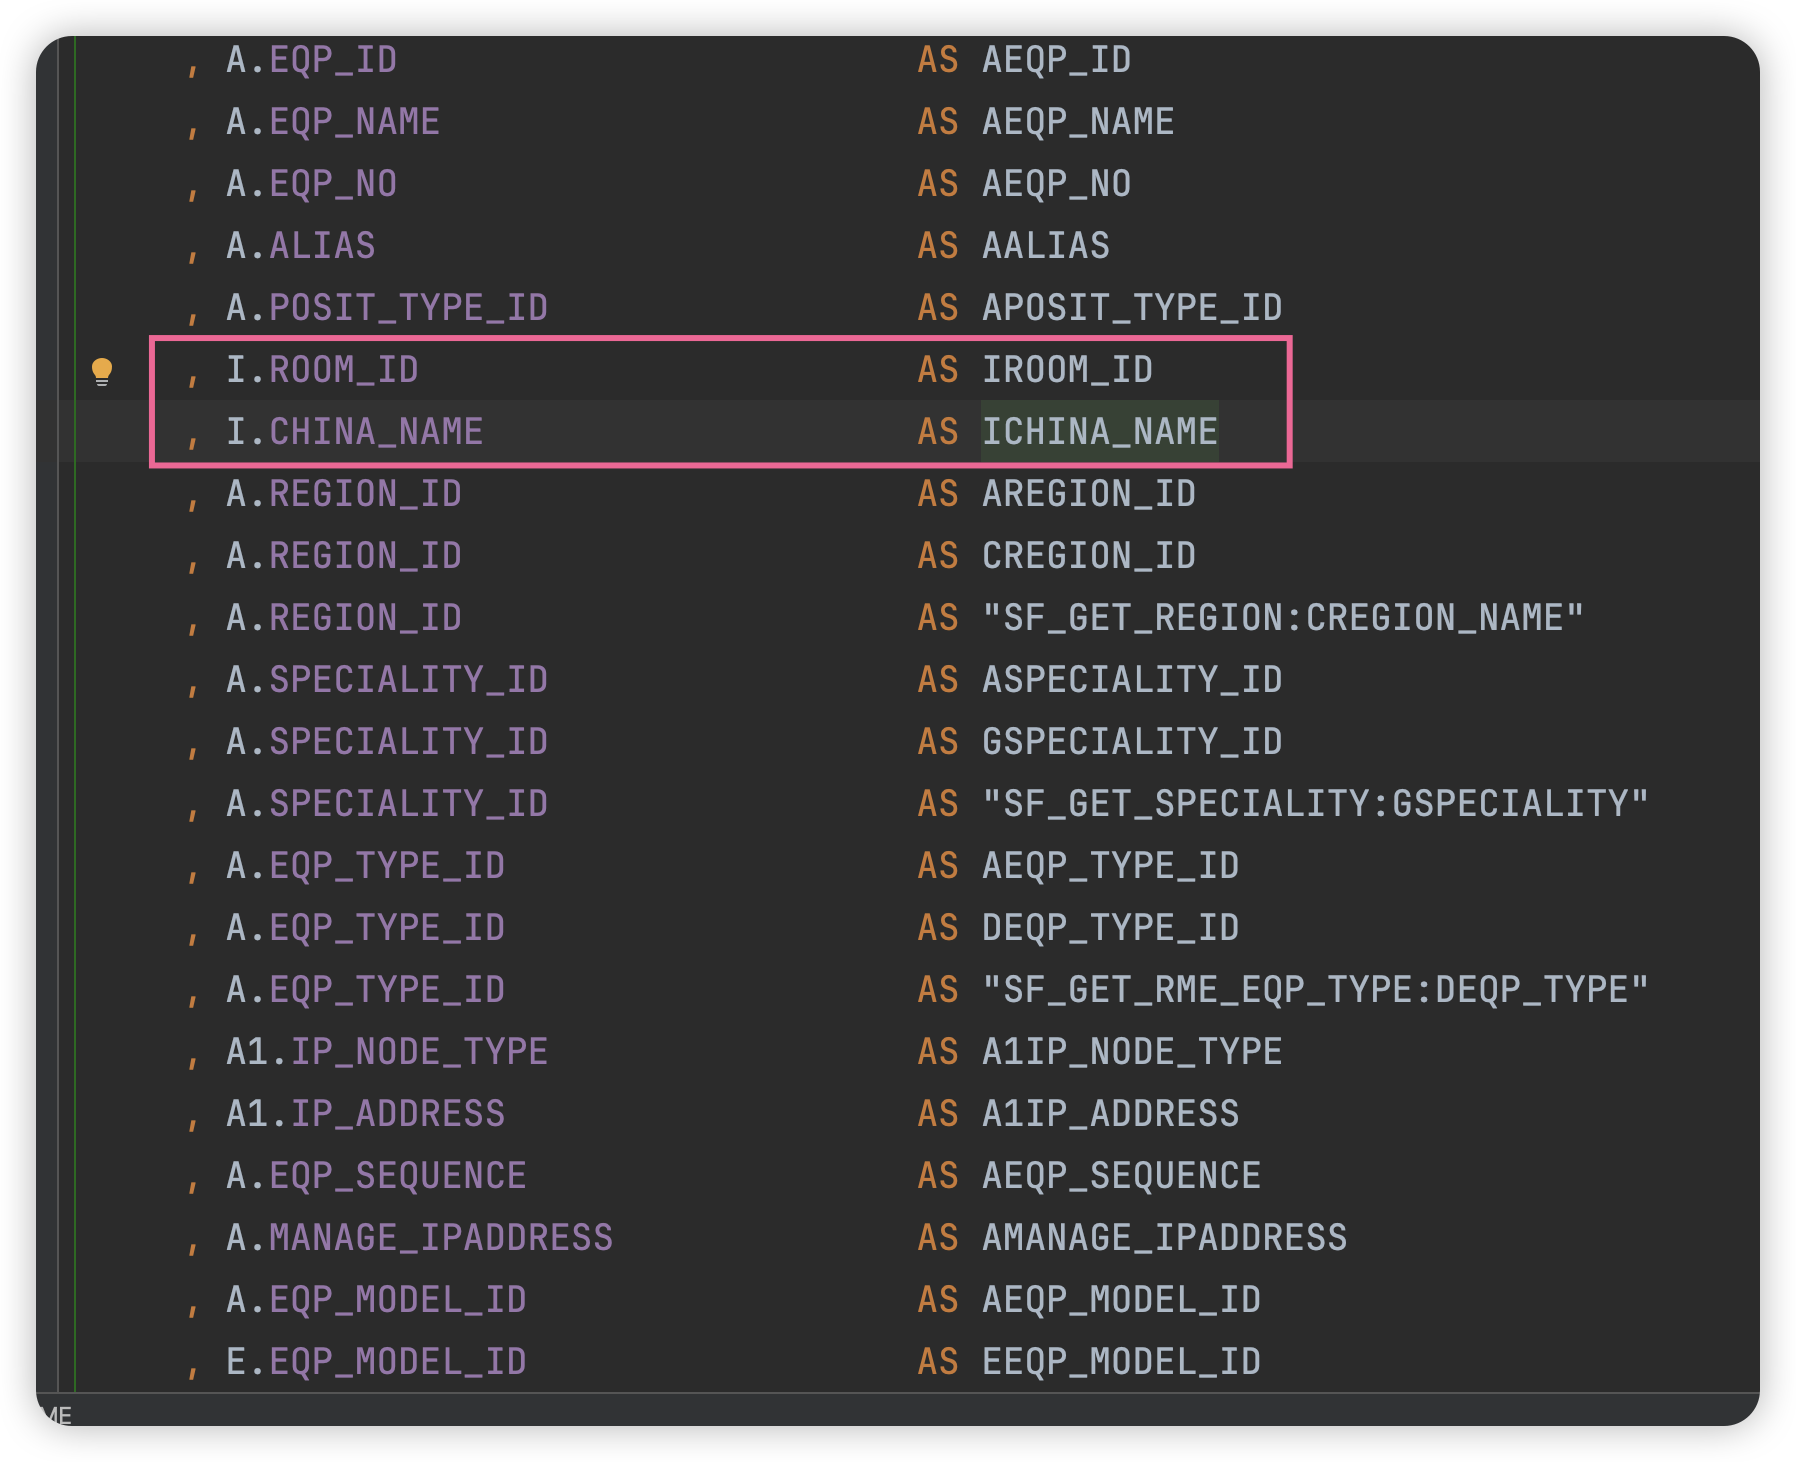 , A.EQP_ID AS AEQP_ID
, A.EQP_NAME AS AEQP_NAME
, A.EQP_NO AS AEQP_NO
, A.ALIAS AS AALIAS
, A.POSIT_TYPE_ID AS APOSIT_TYPE_ID
, I.ROOM_ID AS IROOM_ID
, I.CHINA_NAME AS ICHINA_NAME
, A.REGION_ID AS AREGION_ID
, A.REGION_ID AS CREGION_ID
, A.REGION_ID AS "SF_GET_REGION:CREGION_NAME"
, A.SPECIALITY_ID AS ASPECIALITY_ID
, A.SPECIALITY_ID AS GSPECIALITY_ID
, A.SPECIALITY_ID AS "SF_GET_SPECIALITY:GSPECIALITY"
, A.EQP_TYPE_ID AS AEQP_TYPE_ID
, A.EQP_TYPE_ID AS DEQP_TYPE_ID
, A.EQP_TYPE_ID AS "SF_GET_RME_EQP_TYPE:DEQP_TYPE"
, A1.IP_NODE_TYPE AS A1IP_NODE_TYPE
, A1.IP_ADDRESS AS A1IP_ADDRESS
, A.EQP_SEQUENCE AS AEQP_SEQUENCE
, A.MANAGE_IPADDRESS AS AMANAGE_IPADDRESS
, A.EQP_MODEL_ID AS AEQP_MODEL_ID
, E.EQP_MODEL_ID AS EEQP_MODEL_ID
ME